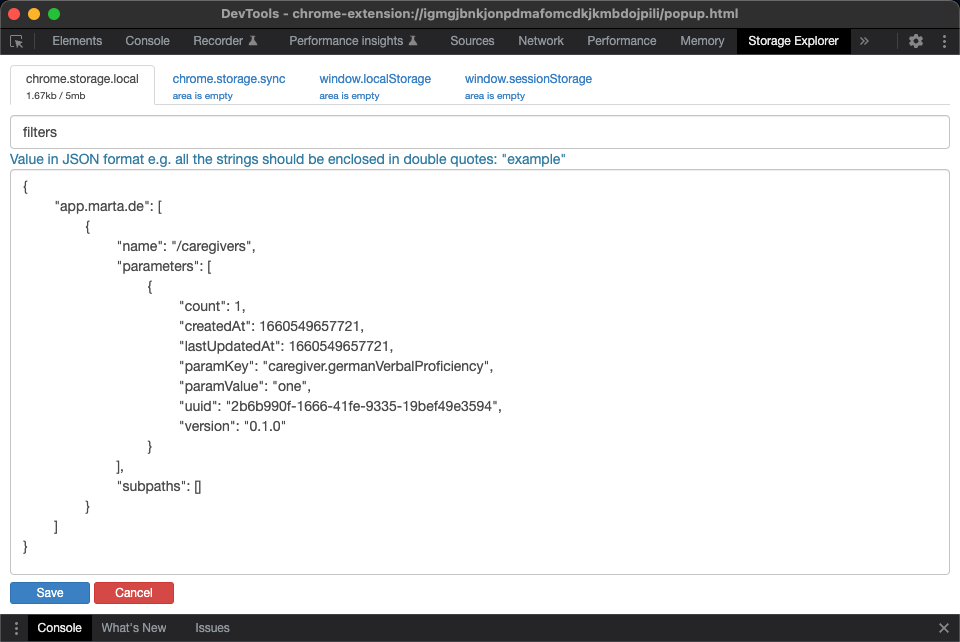 DevTools - chrome-extension://igmgjbnkjonpdmafomcdkjkmbdojpili/popup.html
Elements Console Recorder Performance insights Sources Network Performance Memory Storage Explorer »
chrome.storage.local chrome.storage.sync window.localStorage window.sessionStorage
1.67kb / 5mb area is empty area is empty area is empty
filters
Value in JSON format e.g. all the strings should be enclosed in double quotes: "example"
{
"app.marta.de": [
{
"name": "/caregivers",
"parameters": [
{
"count": 1,
"createdAt": 1660549657721,
"lastUpdatedAt": 1660549657721,
"paramKey": "caregiver.germanVerbalProficiency",
"paramValue": "one",
"uuid": "2b6b990f-1666-41fe-9335-19bef49e3594",
"version": "0.1.0"
}
],
"subpaths": []
}
]
}
Save Cancel
Console What's New Issues